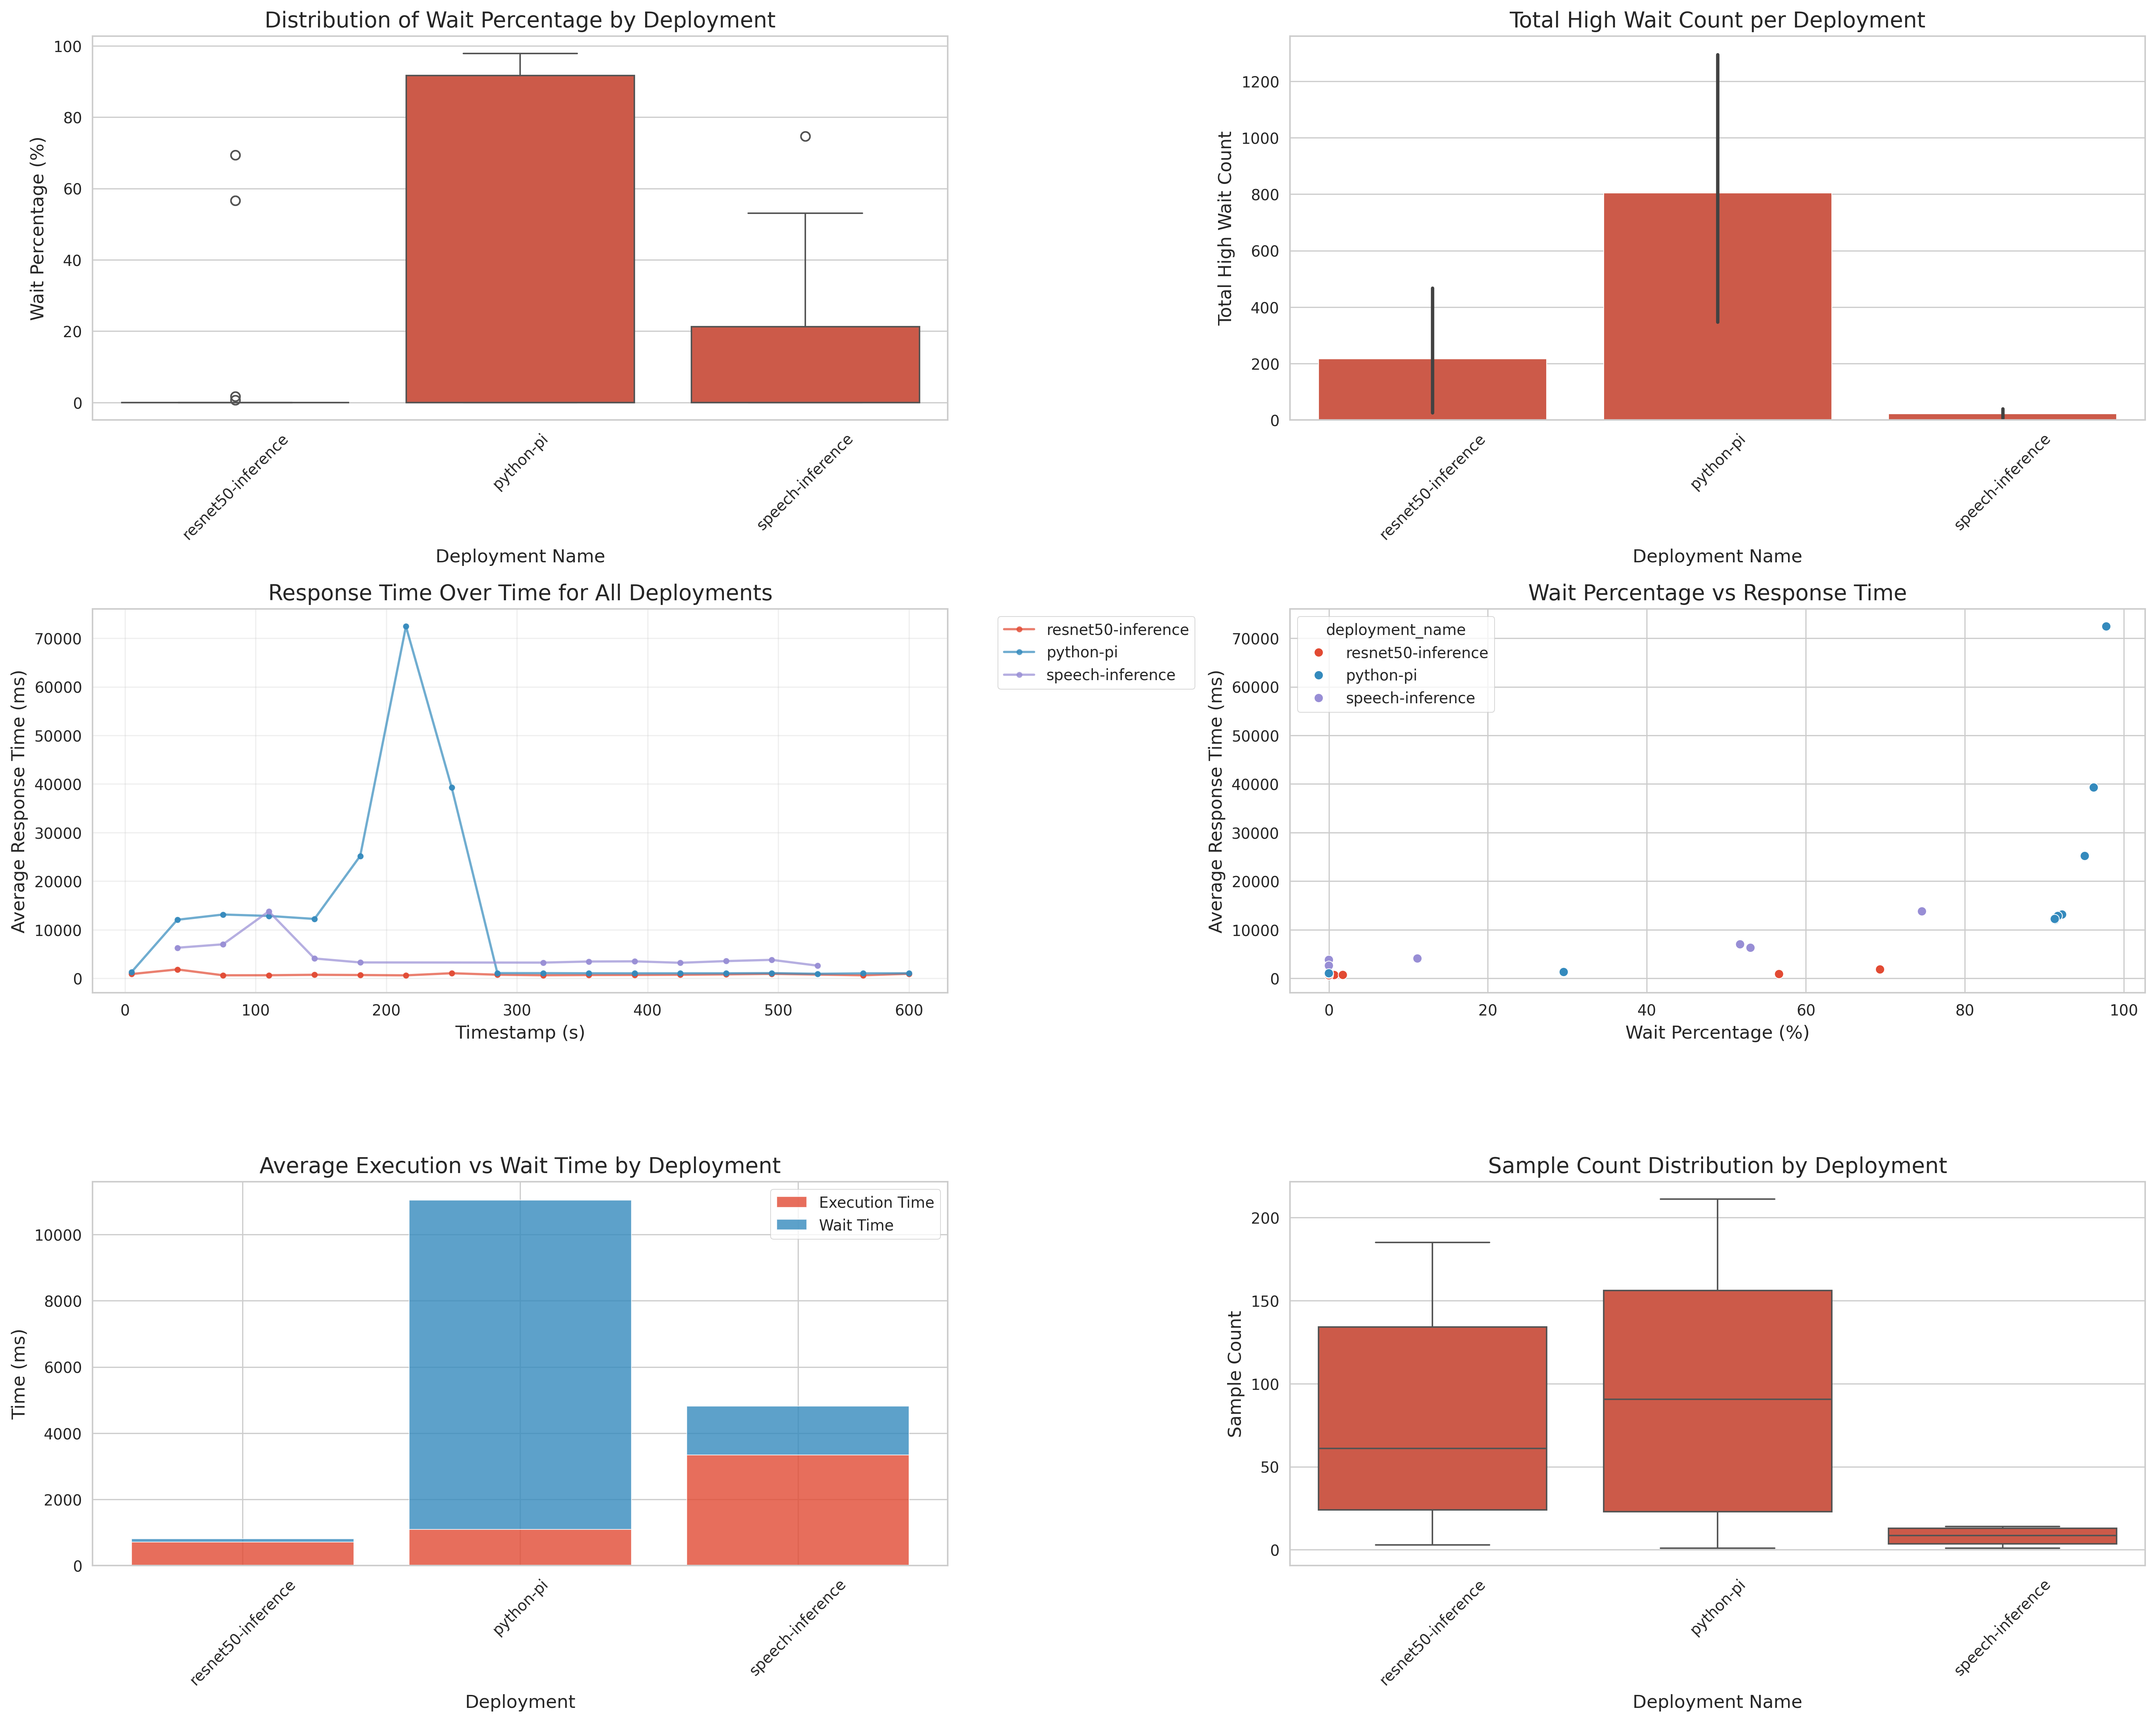 Distribution of Wait Percentage by Deployment
Wait Percentage (%)
100
80
60
40
20
0
resnet50-inference
python-pi
speech-inference
Deployment Name
Total High Wait Count per Deployment
Total High Wait Count
1200
1000
800
600
400
200
0
resnet50-inference
python-pi
speech-inference
Deployment Name
Response Time Over Time for All Deployments
Average Response Time (ms)
70000
60000
50000
40000
30000
20000
10000
0
0
100
200
300
400
500
600
Timestamp (s)
resnet50-inference
python-pi
speech-inference
Wait Percentage vs Response Time
Average Response Time (ms)
70000
60000
50000
40000
30000
20000
10000
0
deployment_name
resnet50-inference
python-pi
speech-inference
0
20
40
60
80
100
Wait Percentage (%)
Average Execution vs Wait Time by Deployment
Time (ms)
10000
8000
6000
4000
2000
0
Execution Time
Wait Time
resnet50-inference
python-pi
speech-inference
Deployment
Sample Count Distribution by Deployment
Sample Count
200
150
100
50
0
resnet50-inference
python-pi
speech-inference
Deployment Name